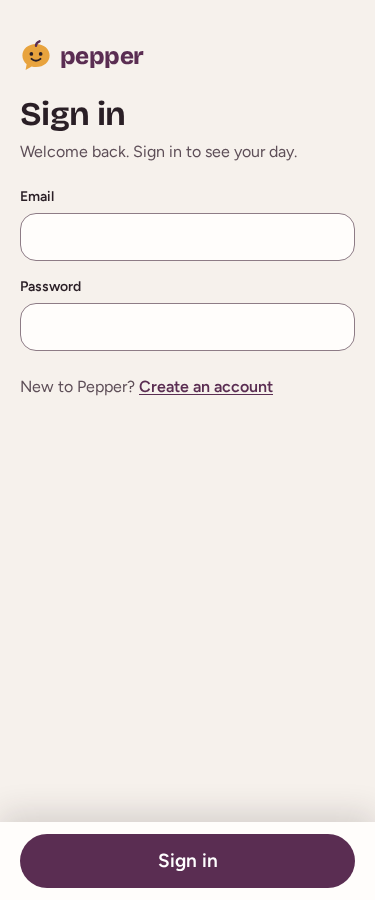 pepper
Sign in
Welcome back. Sign in to see your day.
Email
Password
New to Pepper? Create an account
Sign in